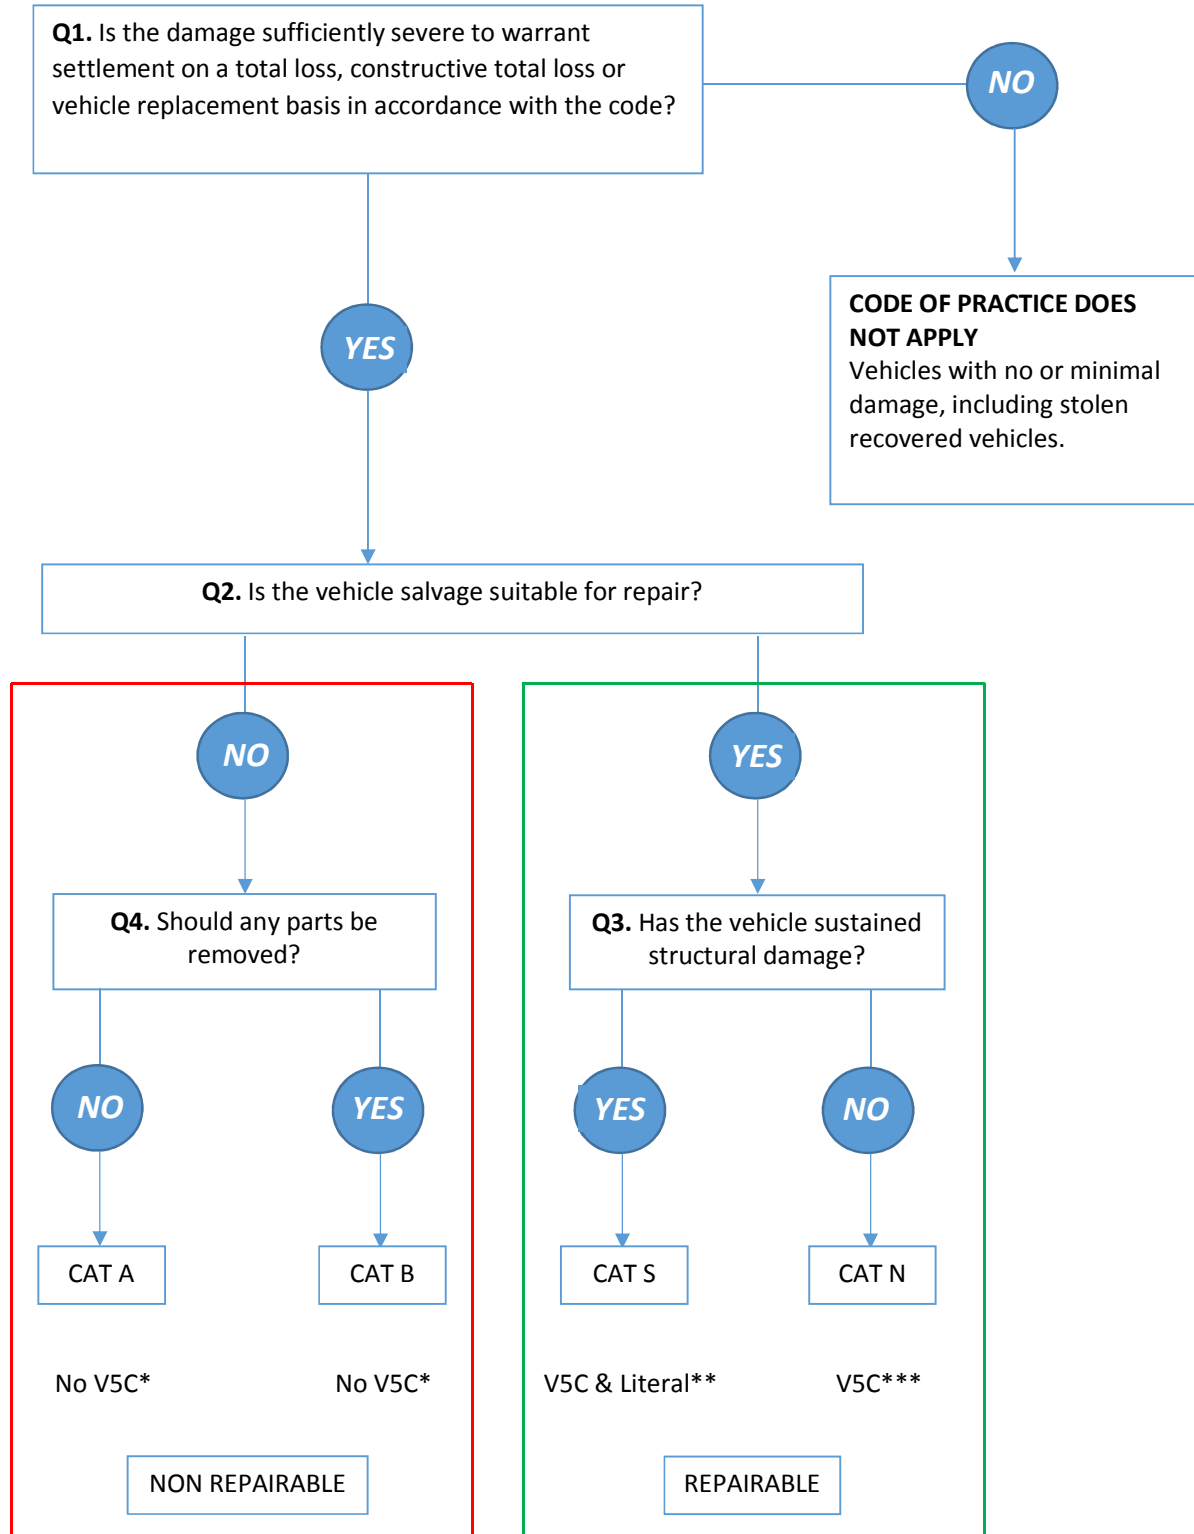 Q1. Is the damage sufficiently severe to warrant
settlement on a total loss, constructive total loss or
vehicle replacement basis in accordance with the code?
NO
YES
CODE OF PRACTICE DOES
NOT APPLY
Vehicles with no or minimal
damage, including stolen
recovered vehicles.
Q2. Is the vehicle salvage suitable for repair?
NO
YES
Q4. Should any parts be
removed?
Q3. Has the vehicle sustained
structural damage?
NO
YES
YES
NO
CAT A
CAT B
CAT S
CAT N
No V5C*
No V5C*
V5C & Literal**
V5C***
NON REPAIRABLE
REPAIRABLE